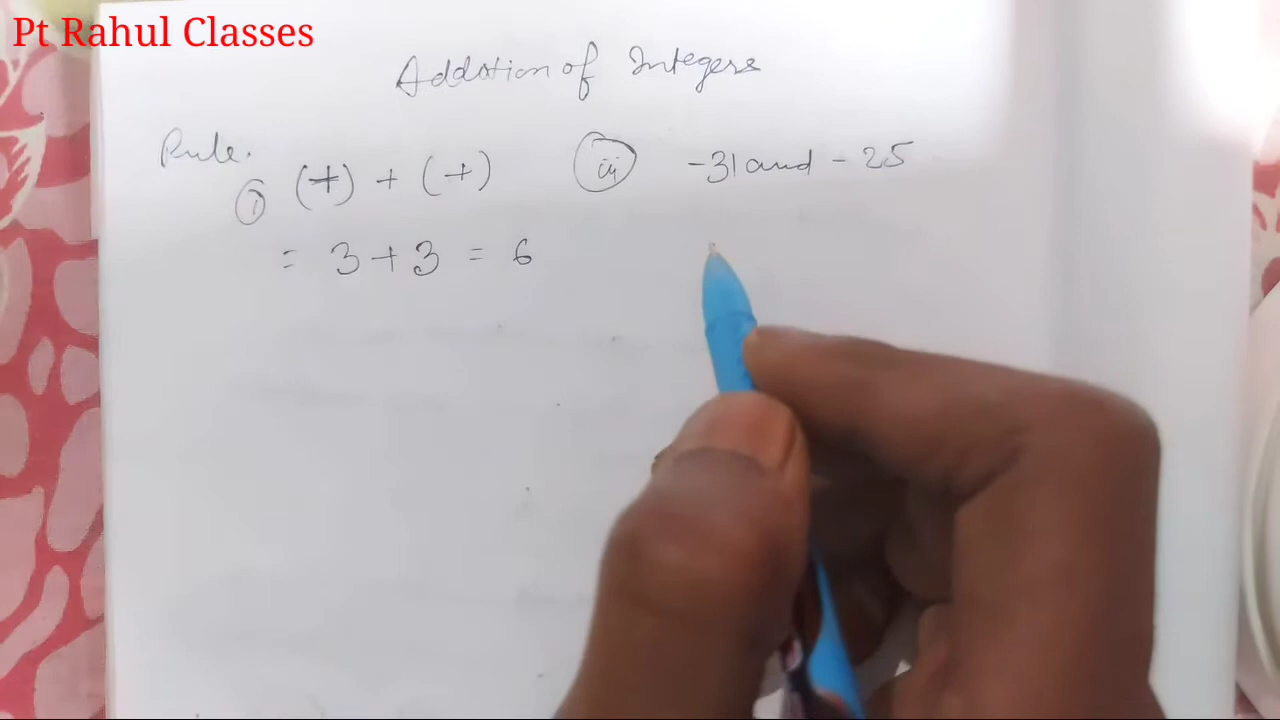 Pt Rahul Classes
Addition of Integers
Rule.
(i) (+) + (+)
= 3 + 3 = 6
(ii) -31 and - 25